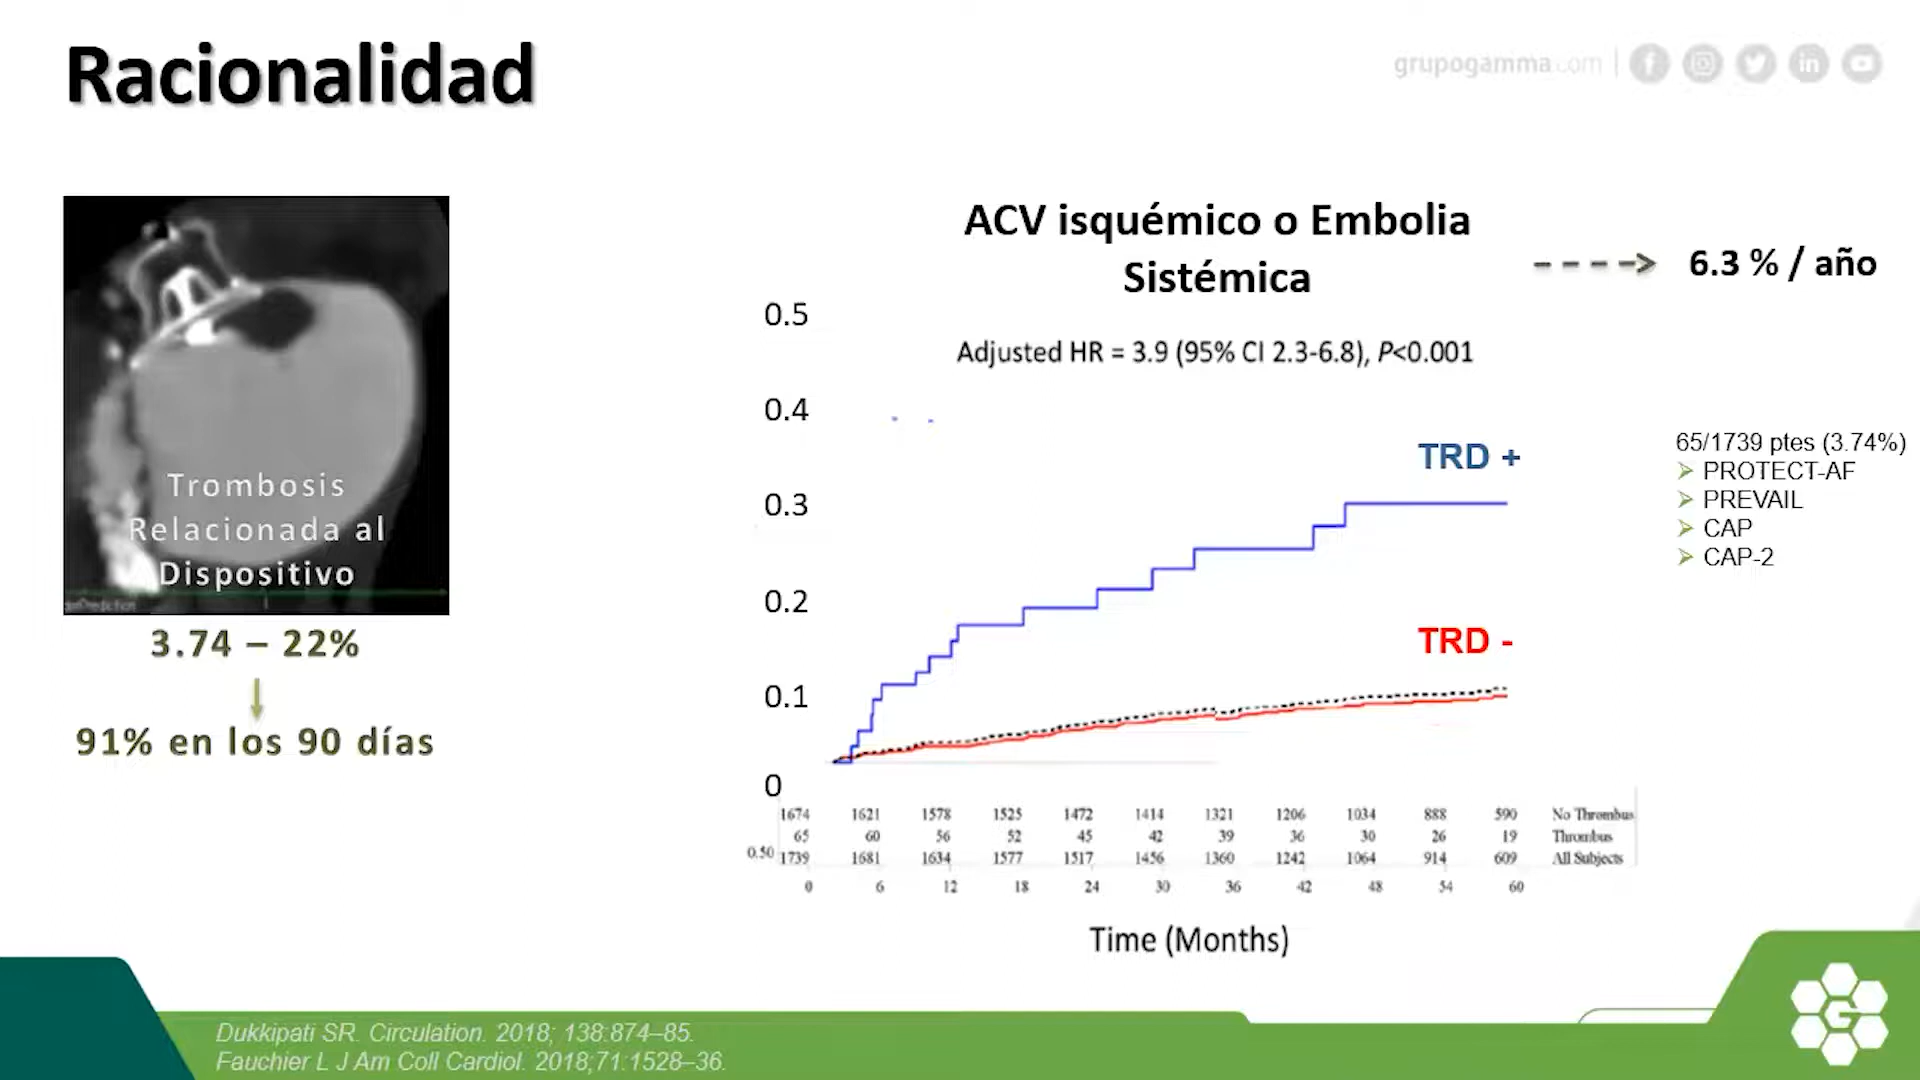 Racionalidad
grupogamma.com
Trombosis
Relacionada al
Dispositivo
3.74 – 22%
91% en los 90 días
ACV isquémico o Embolia
Sistémica
6.3 % / año
Adjusted HR = 3.9 (95% CI 2.3-6.8), P<0.001
0.5
0.4
0.3
0.2
0.1
0
TRD +
TRD -
65/1739 ptes (3.74%)
PROTECT-AF
PREVAIL
CAP
CAP-2
1674 1621 1578 1525 1472 1414 1321 1206 1034 888 590 No Thrombus
65 60 56 52 45 42 39 36 30 26 19 Thrombus
0.50 1739 1681 1634 1577 1517 1456 1360 1242 1064 914 609 All Subjects
0 6 12 18 24 30 36 42 48 54 60
Time (Months)
Dukkipati SR. Circulation. 2018; 138:874–85.
Fauchier L J Am Coll Cardiol. 2018;71:1528–36.